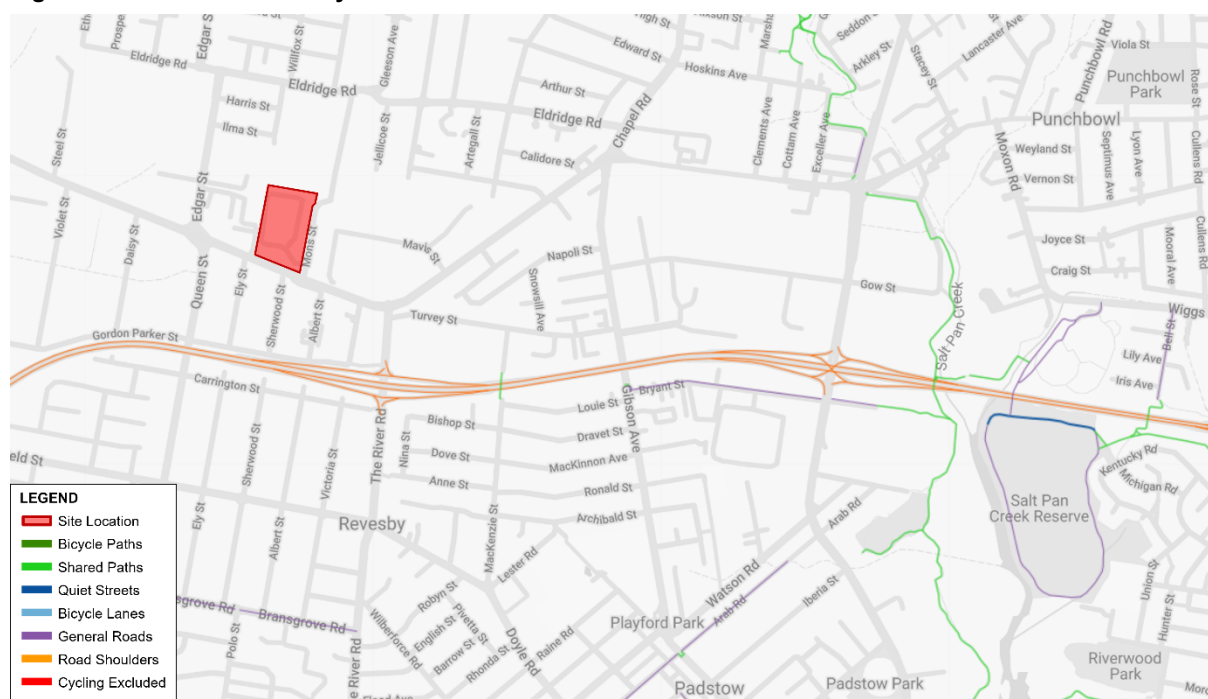 Prospe
Edgar St
Willfox St
Gleeson Ave
Edward St
Marsh
Seddon
Arkley St
Stacey St
Lancaster Ave
Punchbowl Rd
Viola St
Rose St
Eldridge Rd
Hoskins Ave
Punchbowl
Park
Eldridge Rd
Arthur St
Chapel Rd
Harris St
Ilma St
Eldridge Rd
Punchbowl
Steel St
Jellicoe St
Artegall St
Calidore St
Clements Ave
Cottam Ave
Exceller Ave
Moxon Rd
Weyland St
Septimus Ave
Lyon Ave
Cullens Rd
Vernon St
Edgar St
Violet St
Daisy St
Mons St
Mavis St
Napoli St
Joyce St
Mooral Ave
Cullens Rd
Craig St
Queen St
Ely St
Sherwood St
Albert St
Snowsill Ave
Gow St
Salt Pan Creek
Wiggs
Turvey St
Gordon Parker St
Bell St
Lily Ave
Iris Ave
Carrington St
Bryant St
Louie St
Gibson Ave
Bishop St
Dravet St
The River Rd
Nina St
Dove St
MacKinnon Ave
Kentucky Rd
Michigan Rd
eld St
Sherwood St
Victoria St
Anne St
Ronald St
Archibald St
Salt Pan
Creek Reserve
Arab Rd
Revesby
MacKenzie St
LEGEND
Site Location
Bicycle Paths
Shared Paths
Quiet Streets
Bicycle Lanes
General Roads
Road Shoulders
Cycling Excluded
Ely St
Albert St
Lester Rd
Watson Rd
Arab Rd
Iberia St
Union St
Hunter St
sgrove Rd
Bransgrove Rd
Polo St
Wilberforce Rd
Robyn St
Pivetta St
English St
Barrow St
Rhonda St
Doyle Rd
Raine Rd
Playford Park
e River Rd
Padstow
Padstow Park
Riverwood
Park